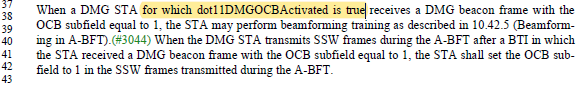 37 When a DMG STA for which dot11DMGOCBActivated is true receives a DMG beacon frame with the
38 OCB subfield equal to 1, the STA may perform beamforming training as described in 10.42.5 (Beamform-
39 ing in A-BFT).(#3044) When the DMG STA transmits SSW frames during the A-BFT after a BTI in which
40 the STA received a DMG beacon frame with the OCB subfield equal to 1, the STA shall set the OCB sub-
41 field to 1 in the SSW frames transmitted during the A-BFT.
42
43